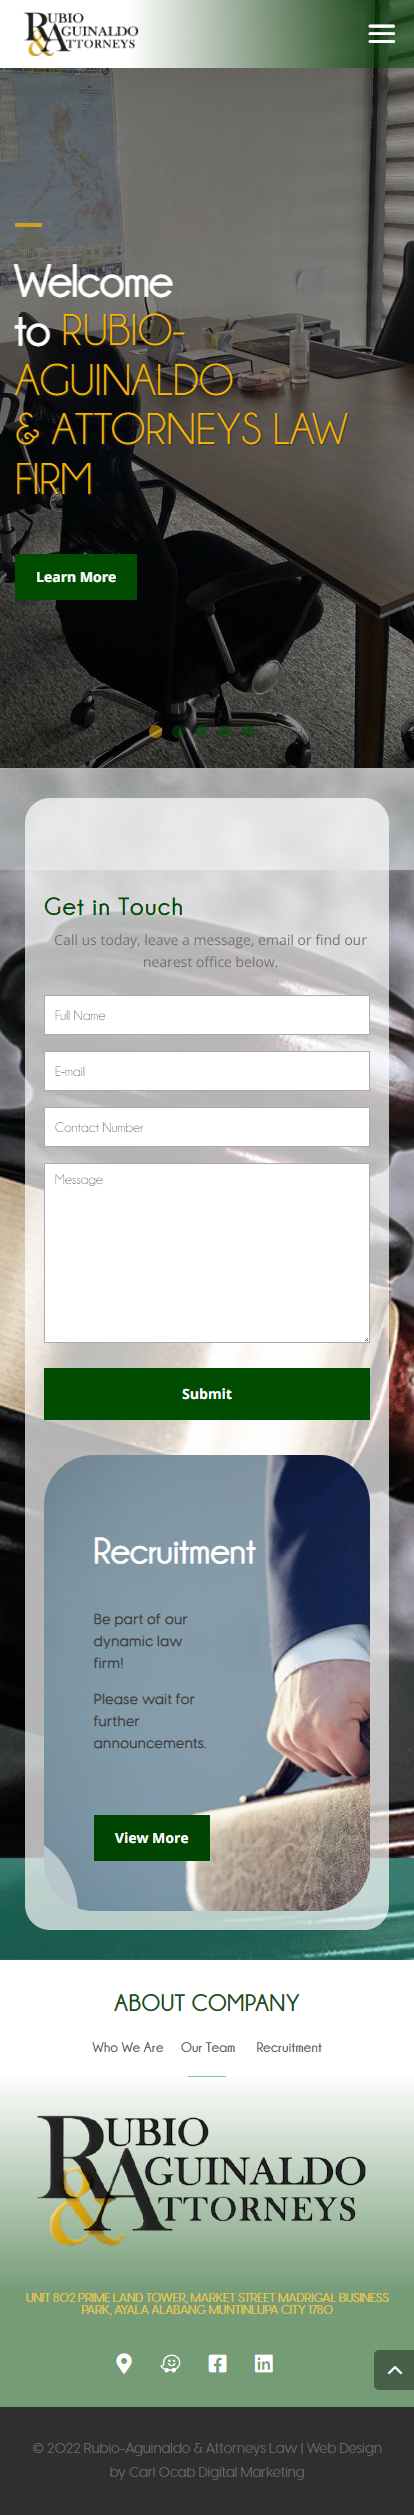 RUBIO
AGUINALDO
& ATTORNEYS
Welcome
to RUBIO-
AGUINALDO
& ATTORNEYS LAW
FIRM
Learn More
Get in Touch
Call us today, leave a message, email or find our
nearest office below.
Full Name
E-mail
Contact Number
Message
Submit
Recruitment
Be part of our
dynamic law
firm!
Please wait for
further
announcements.
View More
ABOUT COMPANY
Who We Are Our Team Recruitment
RUBIO
AGUINALDO
& ATTORNEYS
UNIT 802 PRIME LAND TOWER, MARKET STREET MADRIGAL BUSINESS
PARK, AYALA ALABANG MUNTINLUPA CITY 1780
© 2022 Rubio-Aguinaldo & Attorneys Law | Web Design
by Carl Ocab Digital Marketing